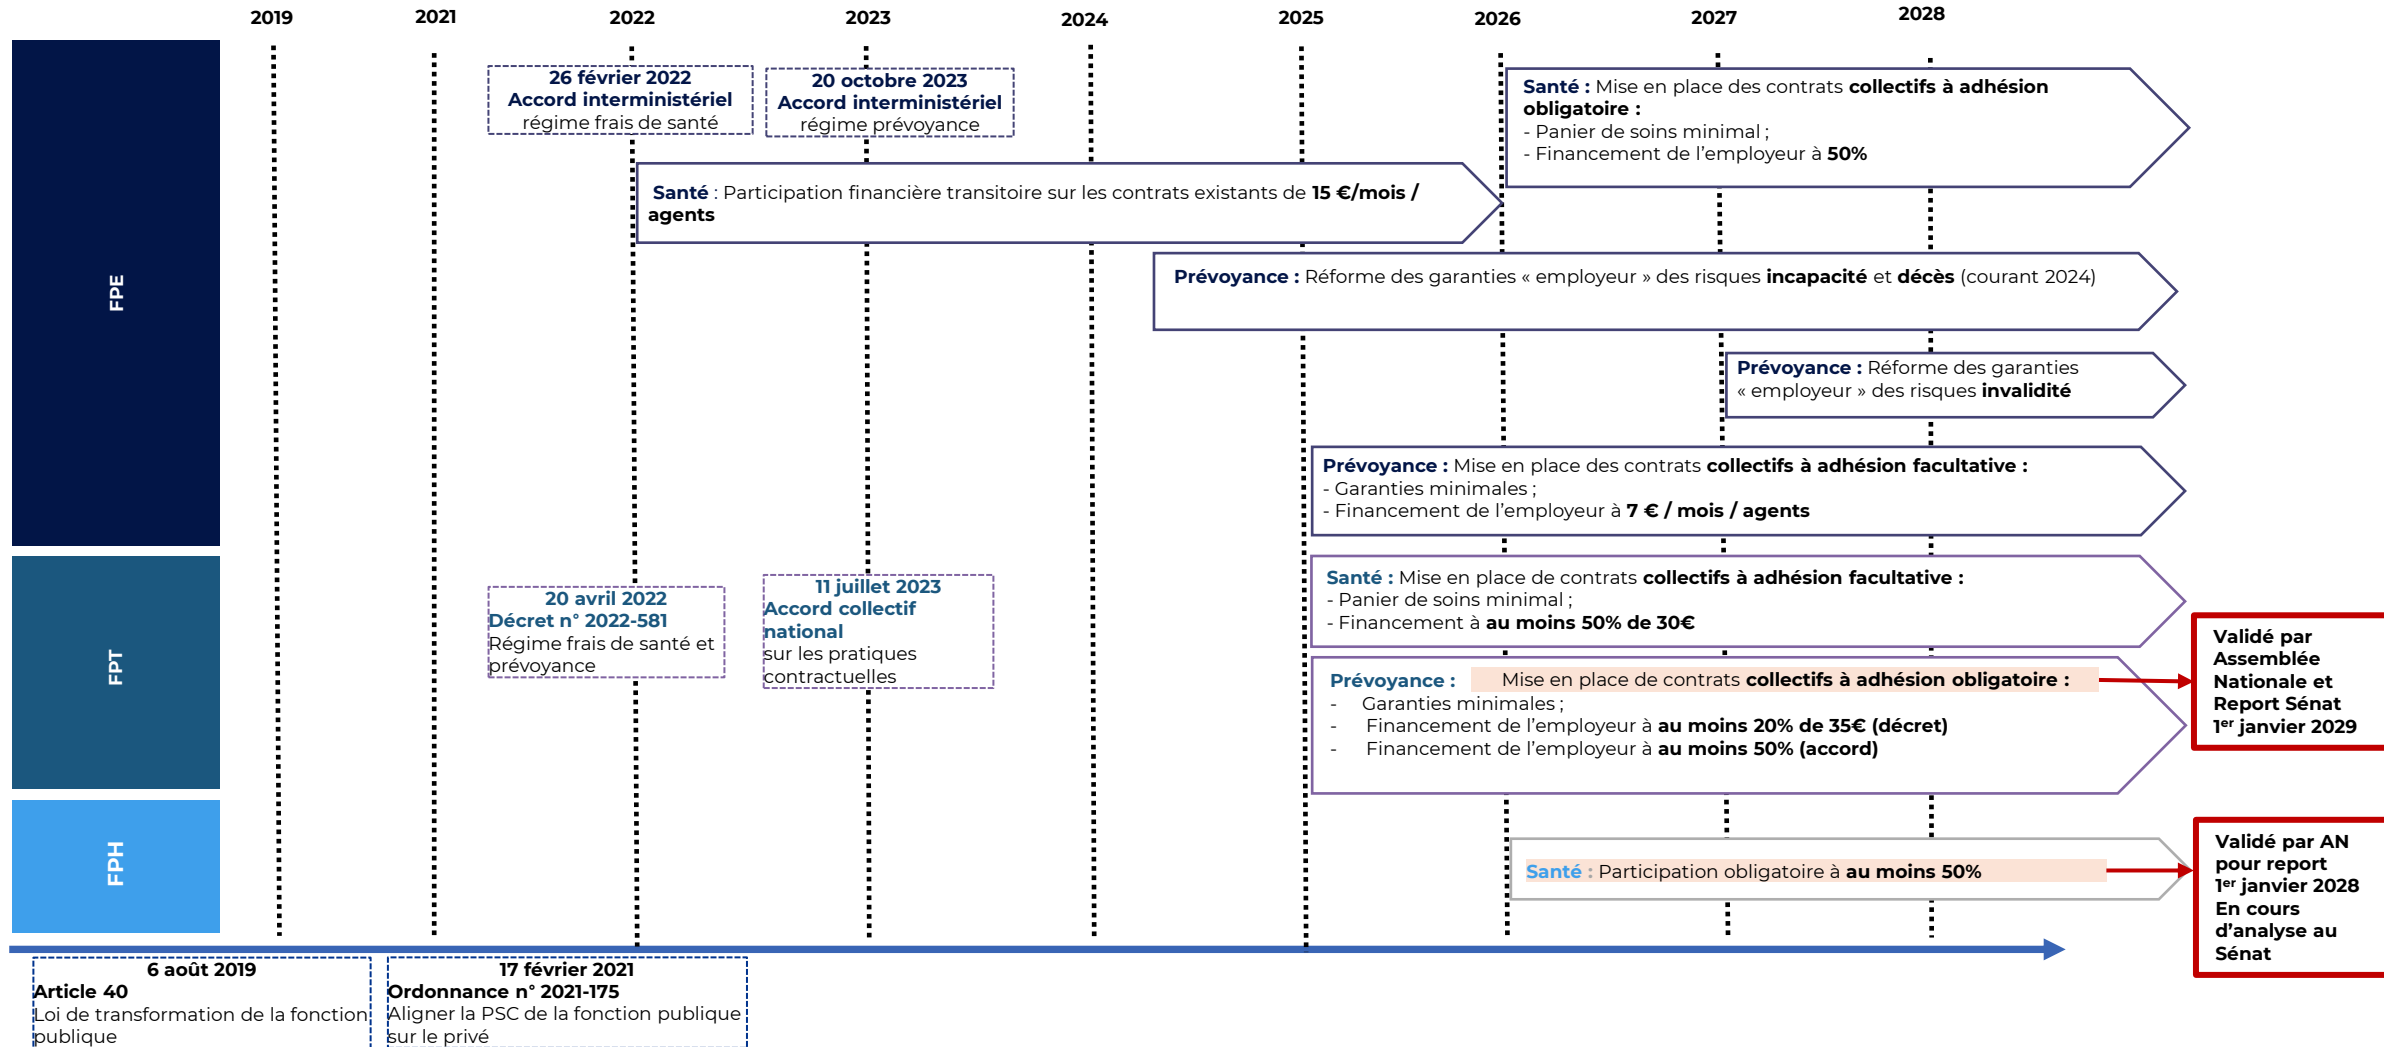 2019 2021 2022 2023 2024 2025 2026 2027 2028
FPE
26 février 2022
Accord interministériel
régime frais de santé
20 octobre 2023
Accord interministériel
régime prévoyance
Santé : Mise en place des contrats collectifs à adhésion
obligatoire :
- Panier de soins minimal ;
- Financement de l’employeur à 50%
Santé : Participation financière transitoire sur les contrats existants de 15 €/mois /
agents
Prévoyance : Réforme des garanties « employeur » des risques incapacité et décès (courant 2024)
Prévoyance : Réforme des garanties
« employeur » des risques invalidité
Prévoyance : Mise en place des contrats collectifs à adhésion facultative :
- Garanties minimales ;
- Financement de l’employeur à 7 € / mois / agents
FPT
20 avril 2022
Décret n° 2022-581
Régime frais de santé et
prévoyance
11 juillet 2023
Accord collectif
national
sur les pratiques
contractuelles
Santé : Mise en place de contrats collectifs à adhésion facultative :
- Panier de soins minimal ;
- Financement à au moins 50% de 30€
Prévoyance : Mise en place de contrats collectifs à adhésion obligatoire :
- Garanties minimales ;
- Financement de l’employeur à au moins 20% de 35€ (décret)
- Financement de l’employeur à au moins 50% (accord)
Validé par
Assemblée
Nationale et
Report Sénat
1er janvier 2029
FPH
Santé : Participation obligatoire à au moins 50%
Validé par AN
pour report
1er janvier 2028
En cours
d’analyse au
Sénat
6 août 2019
Article 40
Loi de transformation de la fonction
publique
17 février 2021
Ordonnance n° 2021-175
Aligner la PSC de la fonction publique
sur le privé